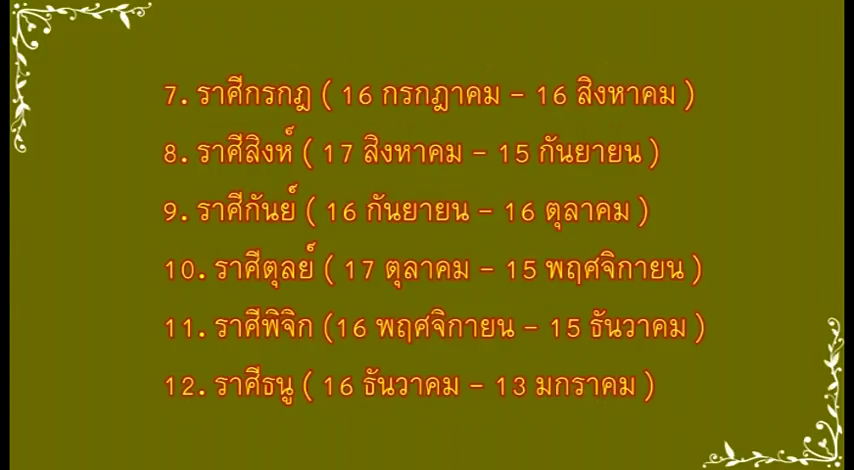 7. ราศีกรกฎ ( 16 กรกฎาคม - 16 สิงหาคม )
8. ราศีสิงห์ ( 17 สิงหาคม - 15 กันยายน )
9. ราศีกันย์ ( 16 กันยายน - 16 ตุลาคม )
10. ราศีตุลย์ ( 17 ตุลาคม - 15 พฤศจิกายน )
11. ราศีพิจิก (16 พฤศจิกายน - 15 ธันวาคม )
12. ราศีธนู ( 16 ธันวาคม - 13 มกราคม )